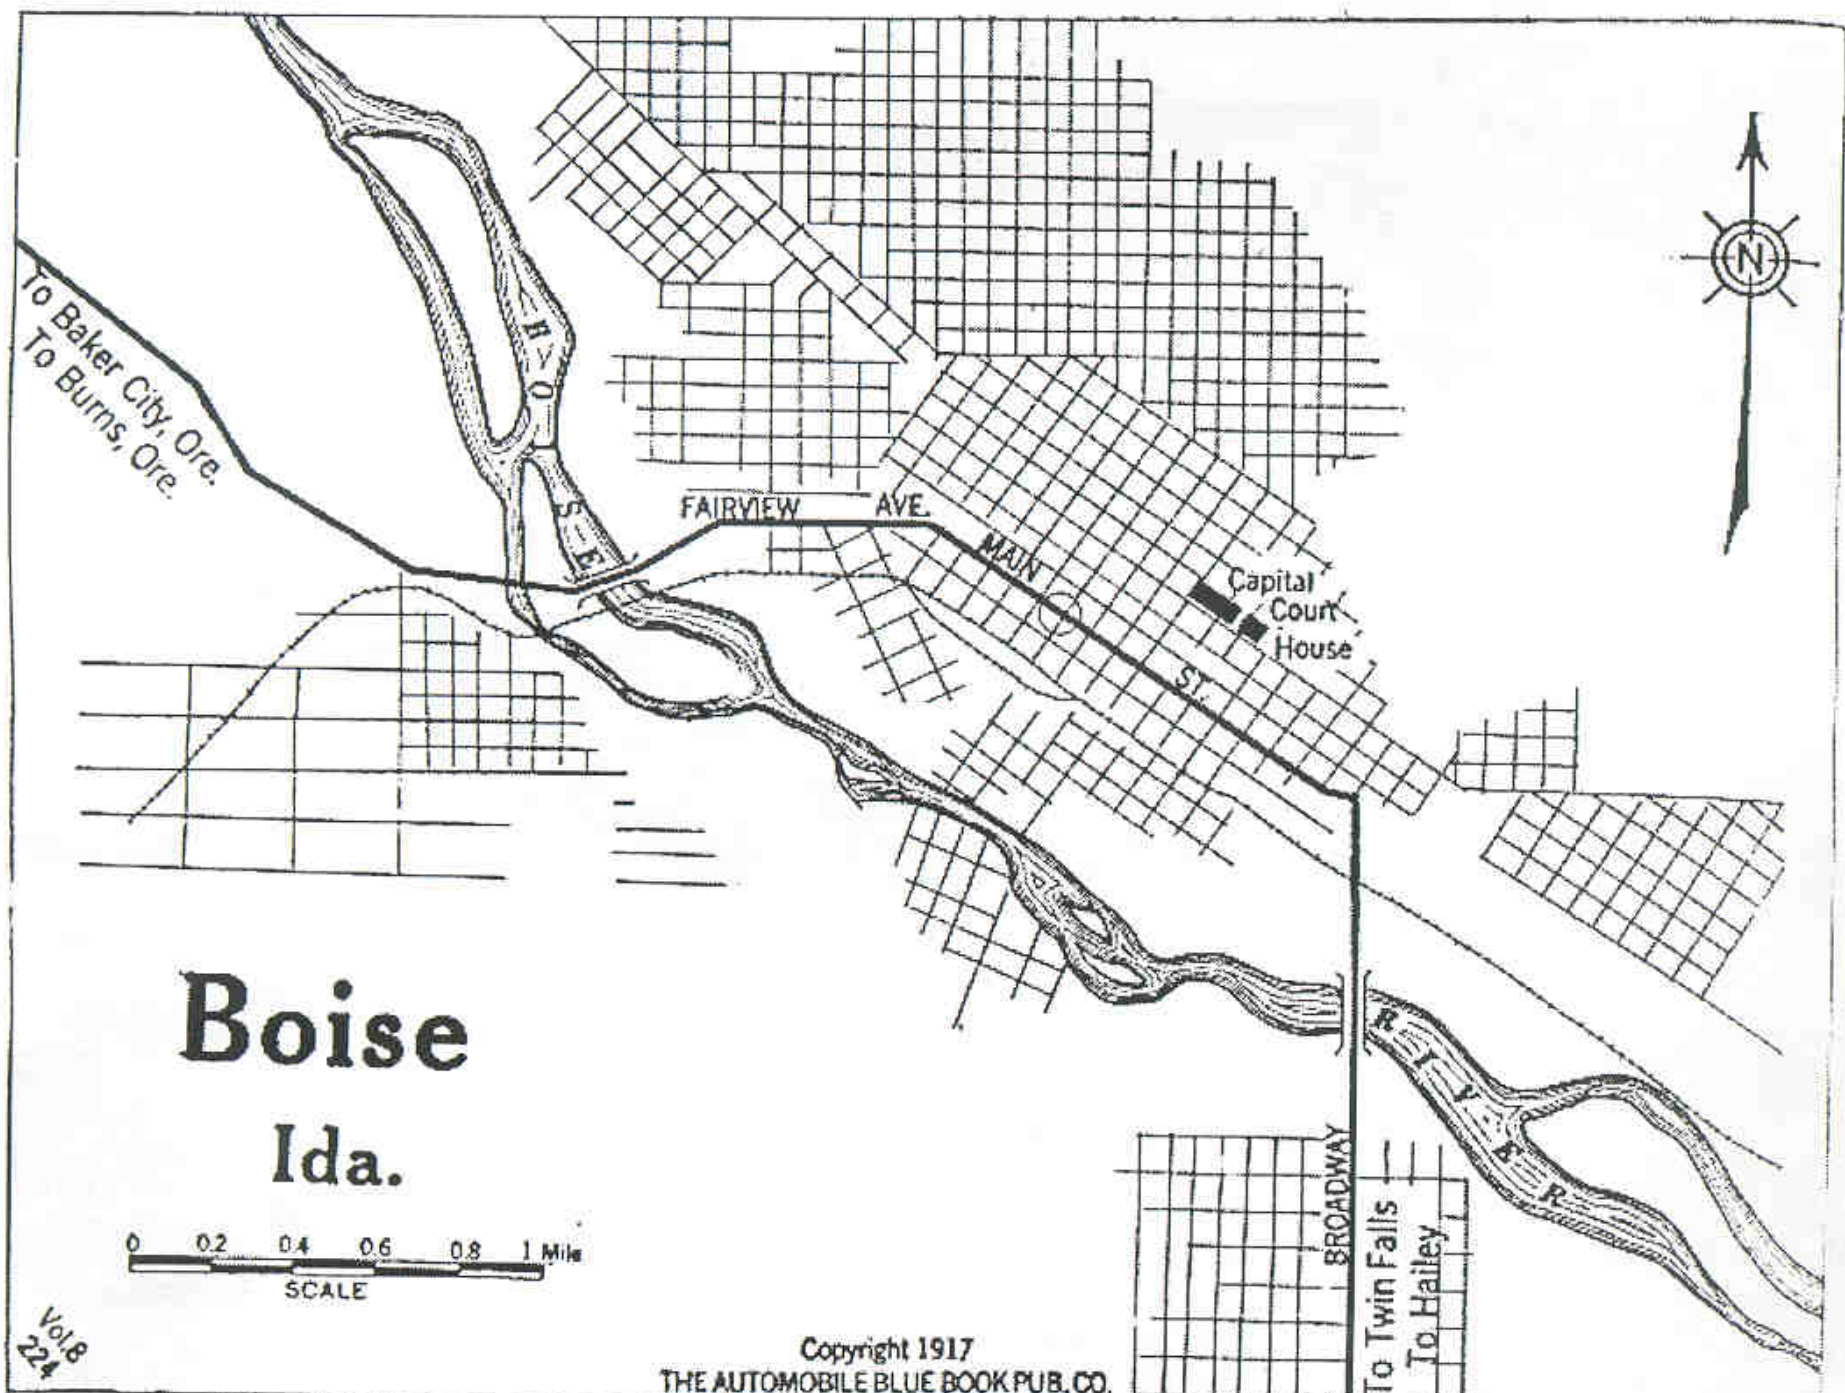 To Baker City, Ore.
To Burns, Ore.
N
BOISE
FAIRVIEW AVE.
MAIN ST.
Capital
Court
House
RIVER
BROADWAY
To Twin Falls
To Hailey
Boise
Ida.
0 0.2 0.4 0.6 0.8 1 Mile
SCALE
Vol.8
224
Copyright 1917
THE AUTOMOBILE BLUE BOOK PUB. CO.